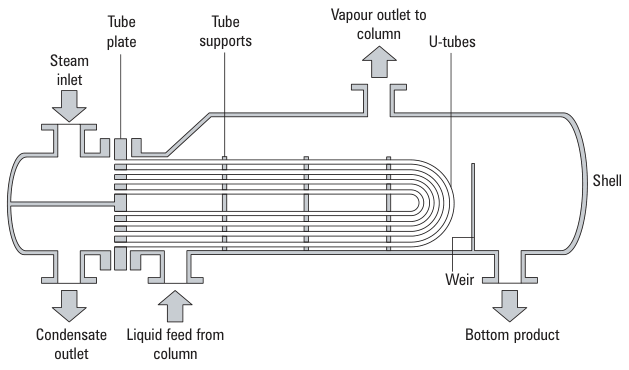 Vapour outlet to
column
Tube
plate
Tube
supports
U-tubes
Steam
inlet
Shell
Weir
Condensate
outlet
Liquid feed from
column
Bottom product